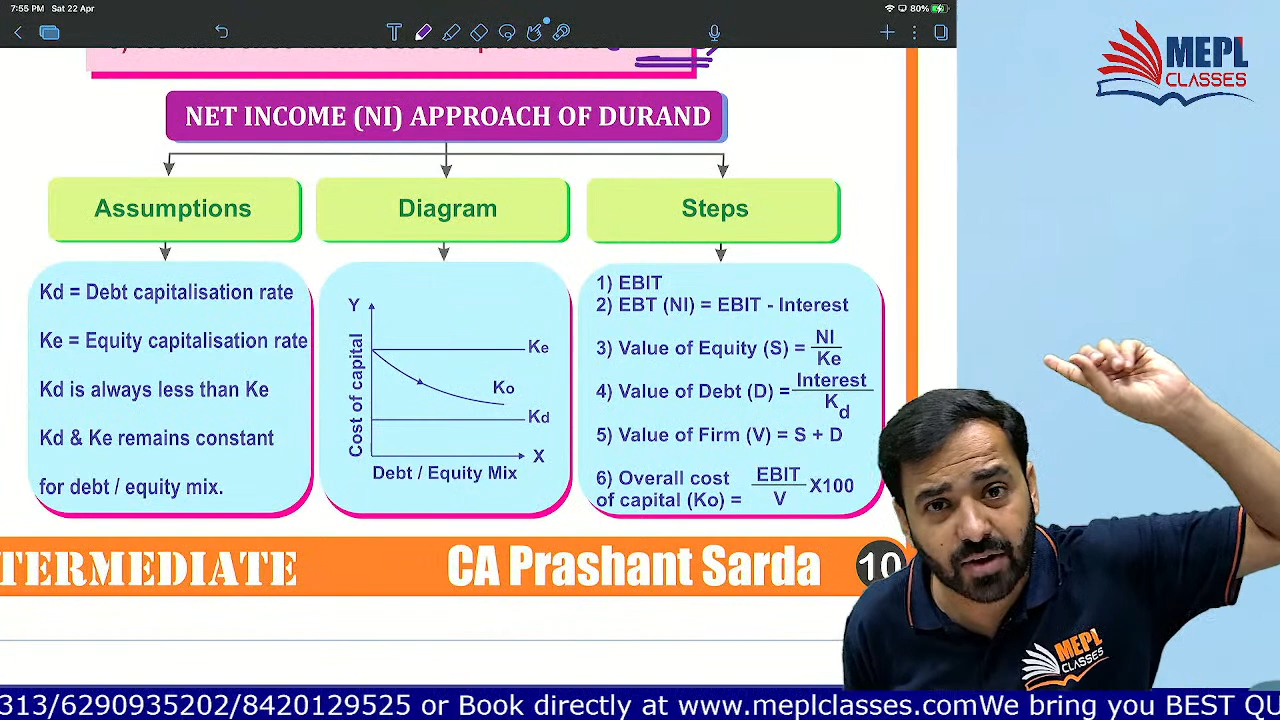 7:55 PM Sat 22 Apr
80%
T
MEPL
CLASSES
NET INCOME (NI) APPROACH OF DURAND
Assumptions
Diagram
Steps
Kd = Debt capitalisation rate
Ke = Equity capitalisation rate
Kd is always less than Ke
Kd & Ke remains constant
for debt / equity mix.
Y
Cost of capital
Ke
Ko
Kd
X
Debt / Equity Mix
1) EBIT
2) EBT (NI) = EBIT - Interest
3) Value of Equity (S) = NI / Ke
4) Value of Debt (D) = Interest / Kd
5) Value of Firm (V) = S + D
6) Overall cost
of capital (Ko) = EBIT / V X100
TERMEDIATE
CA Prashant Sarda
10
MEPL
CLASSES
313/6290935202/8420129525 or Book directly at www.meplclasses.comWe bring you BEST QU